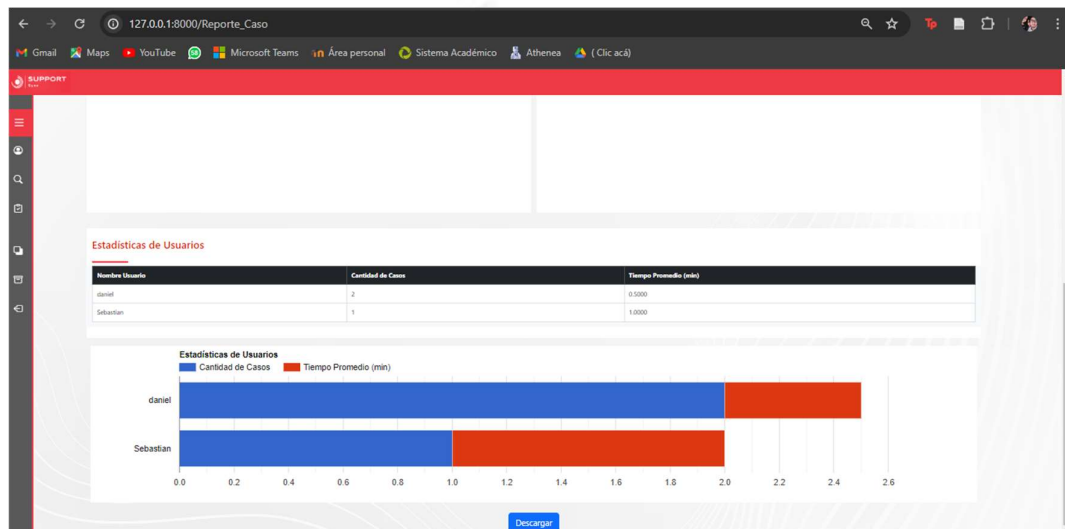 127.0.0.1:8000/Reporte_Caso
Gmail Maps YouTube Microsoft Teams Área personal Sistema Académico Athenea ( Clic acá)
SUPPORT
Estadísticas de Usuarios
Nombre Usuario Cantidad de Casos Tiempo Promedio (min)
daniel 2 0.5000
Sebastian 1 1.0000
Estadísticas de Usuarios
Cantidad de Casos Tiempo Promedio (min)
daniel
Sebastian
0.0 0.2 0.4 0.6 0.8 1.0 1.2 1.4 1.6 1.8 2.0 2.2 2.4 2.6
Descargar